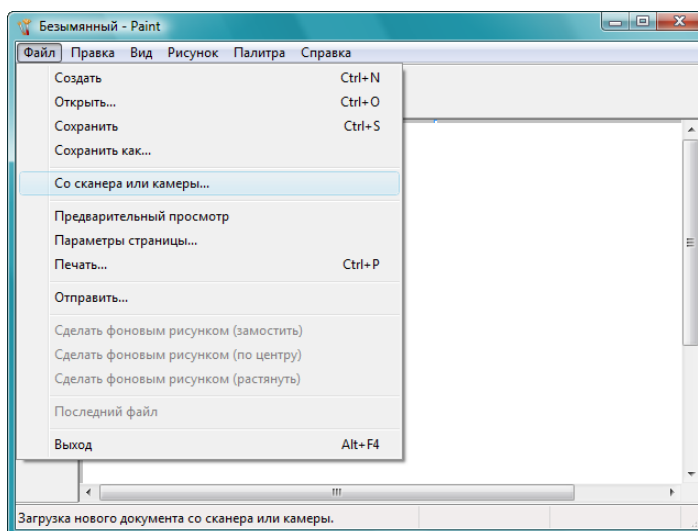 Безымянный - Paint
Файл Правка Вид Рисунок Палитра Справка
Создать Ctrl+N
Открыть... Ctrl+O
Сохранить Ctrl+S
Сохранить как...
Со сканера или камеры...
Предварительный просмотр
Параметры страницы...
Печать... Ctrl+P
Отправить...
Сделать фоновым рисунком (замостить)
Сделать фоновым рисунком (по центру)
Сделать фоновым рисунком (растянуть)
Последний файл
Выход Alt+F4
Загрузка нового документа со сканера или камеры.